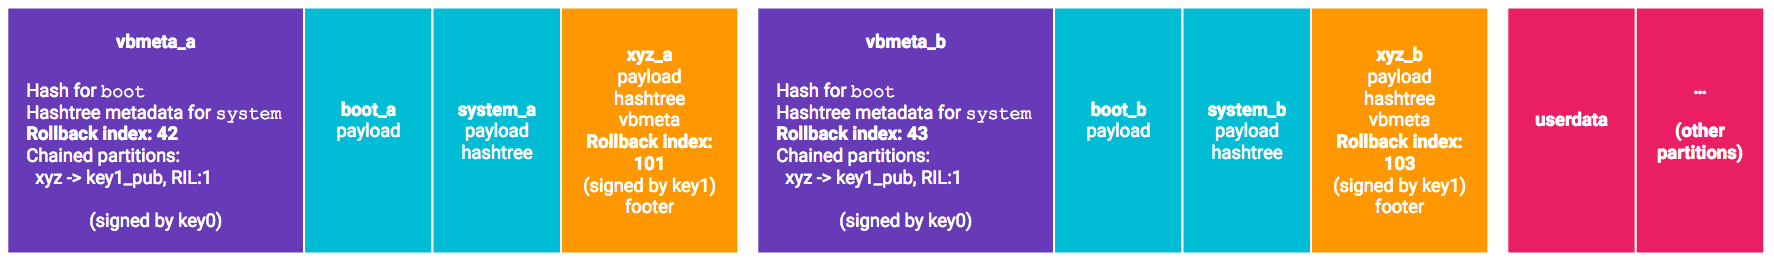 vbmeta_a
Hash for boot
Hashtree metadata for system
Rollback index: 42
Chained partitions:
xyz -> key1_pub, RIL:1
(signed by key0)
boot_a
payload
system_a
payload
hashtree
xyz_a
payload
hashtree
vbmeta
Rollback index:
101
(signed by key1)
footer
vbmeta_b
Hash for boot
Hashtree metadata for system
Rollback index: 43
Chained partitions:
xyz -> key1_pub, RIL:1
(signed by key0)
boot_b
payload
system_b
payload
hashtree
xyz_b
payload
hashtree
vbmeta
Rollback index:
103
(signed by key1)
footer
userdata
...
(other
partitions)